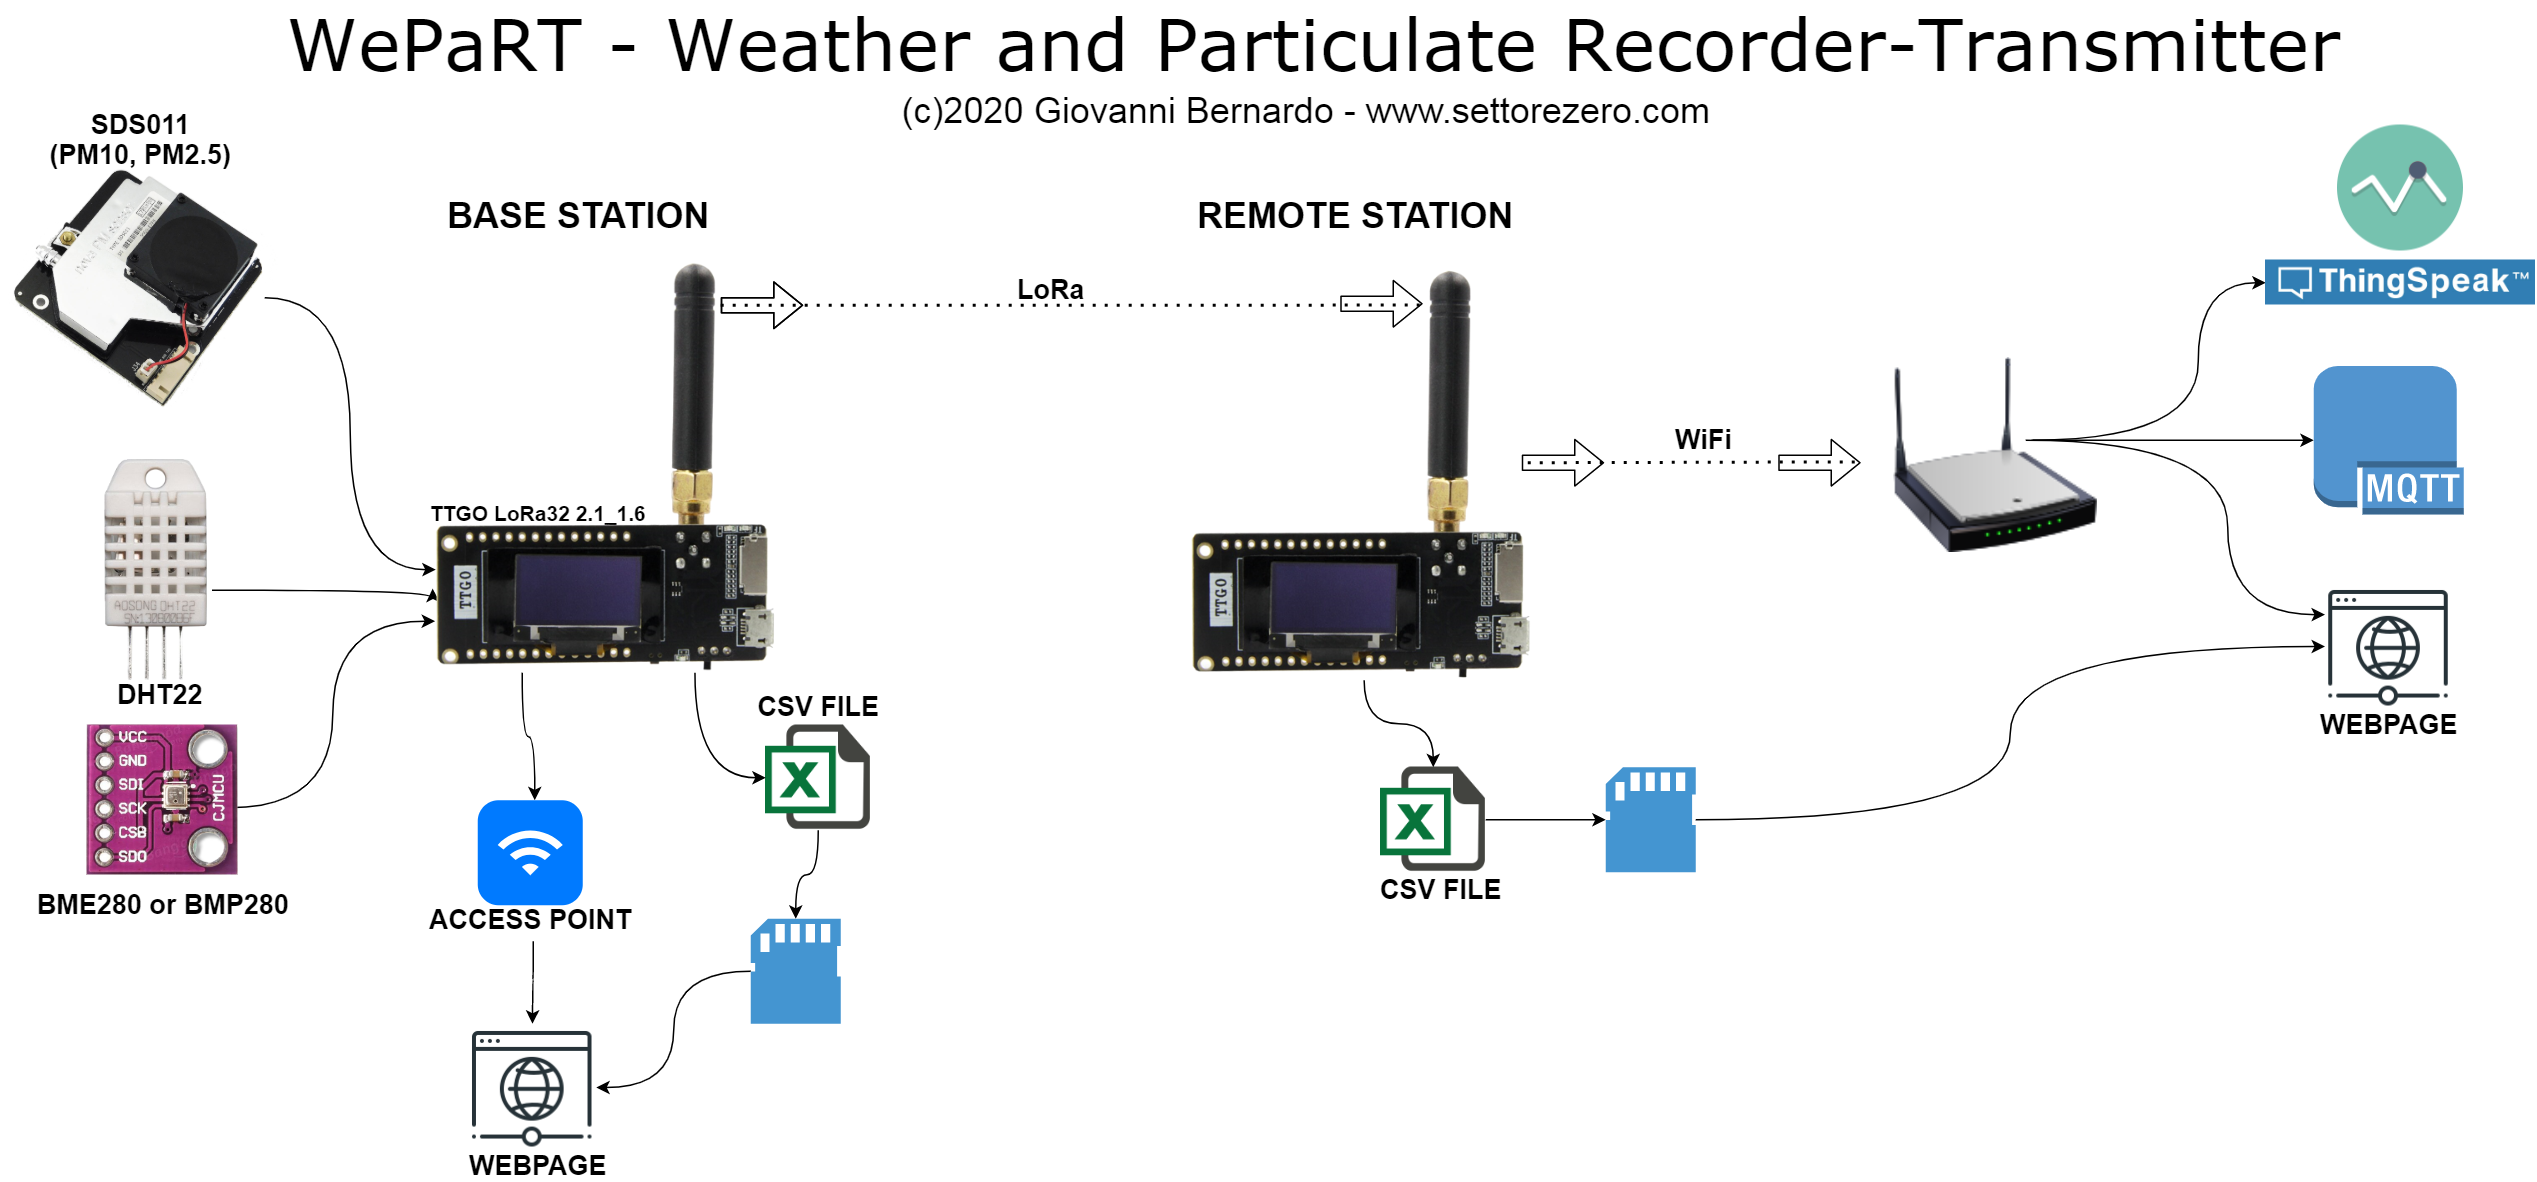 WePaRT - Weather and Particulate Recorder-Transmitter
(c)2020 Giovanni Bernardo - www.settorezero.com
SDS011
(PM10, PM2.5)
BASE STATION
REMOTE STATION
LoRa
ThingSpeak™
WiFi
MQTT
TTGO LoRa32 2.1_1.6
TTGO
TTGO
AOSONG DHT22
DHT22
VCC
GND
SDI
SCK
CSB
SDO
CJMCU
BME280 or BMP280
CSV FILE
ACCESS POINT
WEBPAGE
CSV FILE
WEBPAGE